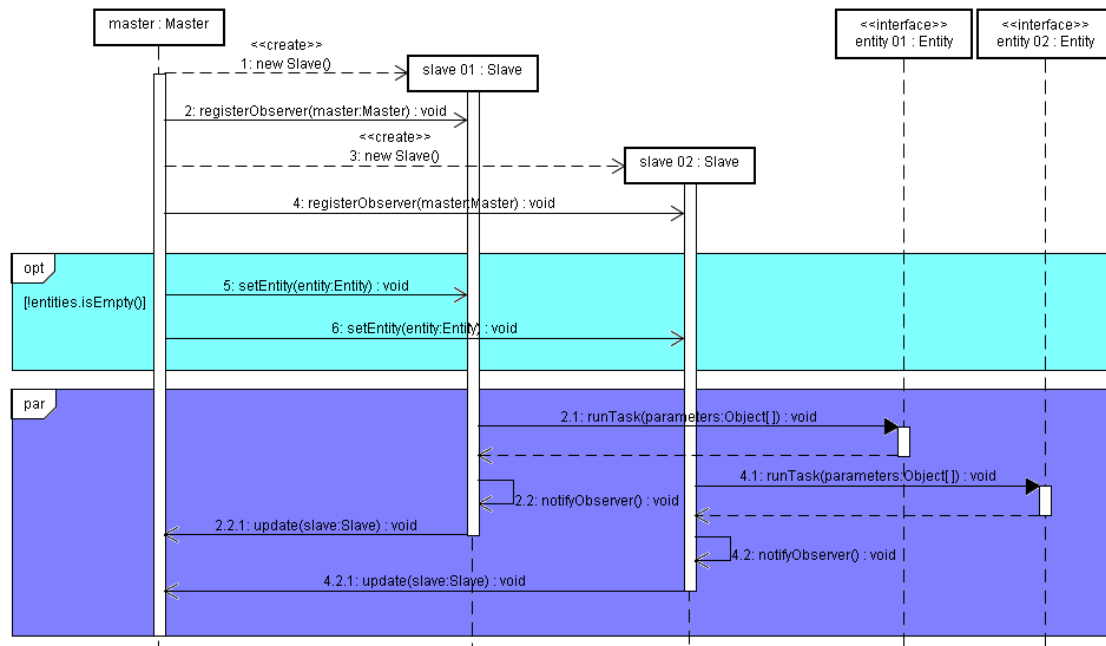 master : Master
<<interface>>
entity 01 : Entity
<<interface>>
entity 02 : Entity
<<create>>
1: new Slave()
slave 01 : Slave
2: registerObserver(master:Master) : void
<<create>>
3: new Slave()
slave 02 : Slave
4: registerObserver(master:Master) : void
opt
[!entities.isEmpty()]
5: setEntity(entity:Entity) : void
6: setEntity(entity:Entity) : void
par
2.1: runTask(parameters:Object[]) : void
4.1: runTask(parameters:Object[]) : void
2.2: notifyObserver() : void
2.2.1: update(slave:Slave) : void
4.2: notifyObserver() : void
4.2.1: update(slave:Slave) : void